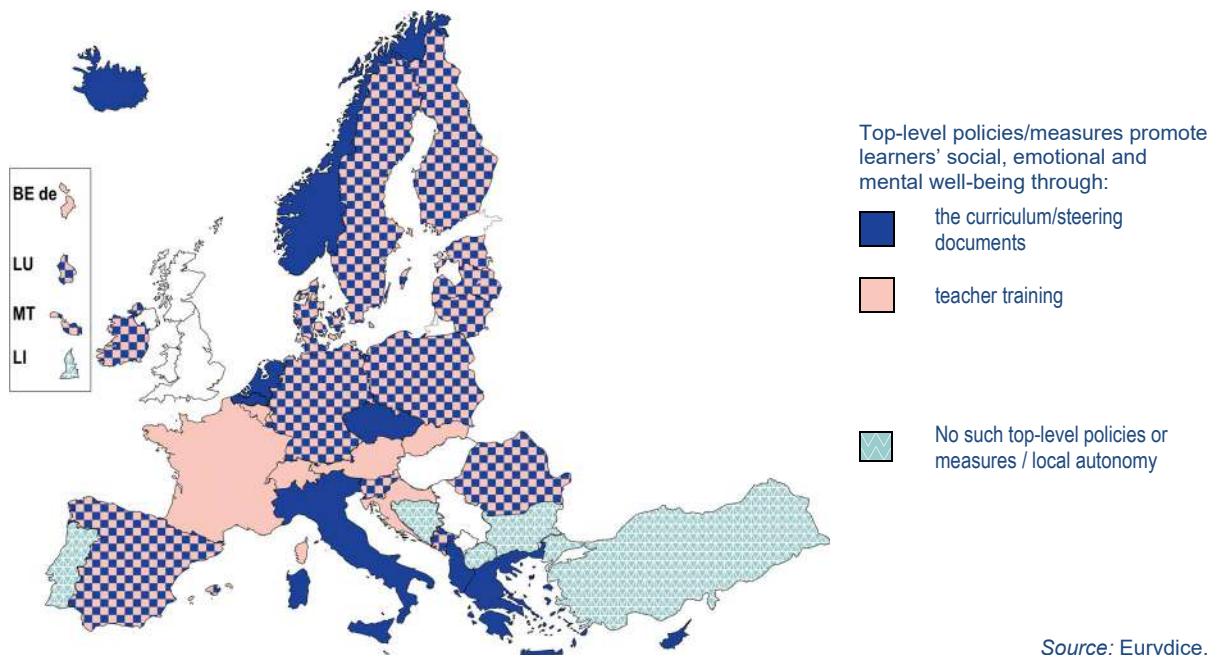 BE de
LU
MT
LI
Top-level policies/measures promote
learners' social, emotional and
mental well-being through:
the curriculum/steering
documents
teacher training
No such top-level policies or
measures / local autonomy
Source: Eurydice.